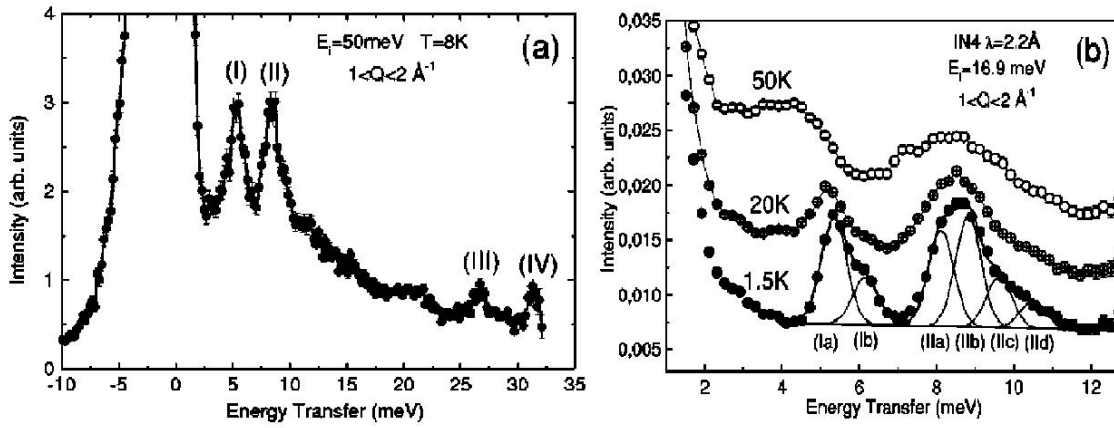 E_i=50meV T=8K
1<Q<2 Å^-1
(a)
(I)
(II)
(III)
(IV)
Intensity (arb. units)
4
3
2
1
0
-10
-5
0
5
10
15
20
25
30
35
Energy Transfer (meV)
IN4 λ=2.2Å
E_i=16.9 meV
1<Q<2 Å^-1
(b)
50K
20K
1.5K
(Ia)
(Ib)
(IIa)
(IIb)
(IIc)
(IId)
Intensity (arb. units)
0,035
0,030
0,025
0,020
0,015
0,010
0,005
2
4
6
8
10
12
Energy Transfer (meV)